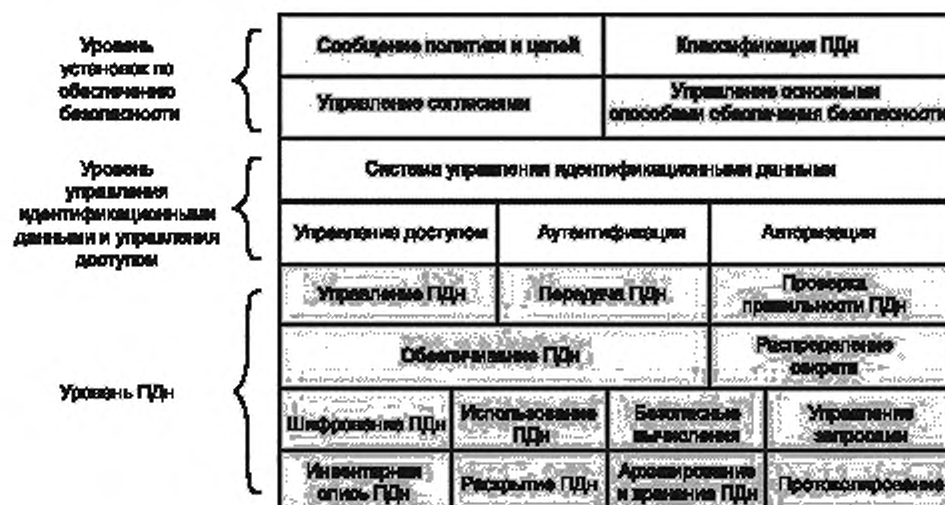 Уровень
установок по
обеспечению
безопасности
Сообщение политики и целей
Классификация ПДн
Управление согласиями
Управление основными
способами обеспечения безопасности
Уровень
управления
идентификационными
данными и управления
доступом
Система управления идентификационными данными
Управление доступом
Аутентификация
Авторизация
Уровень ПДн
Управление ПДн
Передача ПДн
Проверка
правильности ПДн
Обезличивание ПДн
Распределение
секрета
Шифрование ПДн
Использование
ПДн
Безопасные
вычисления
Управление
запросами
Инвентарная
опись ПДн
Раскрытие ПДн
Архивирование
и хранение ПДн
Протоколирование